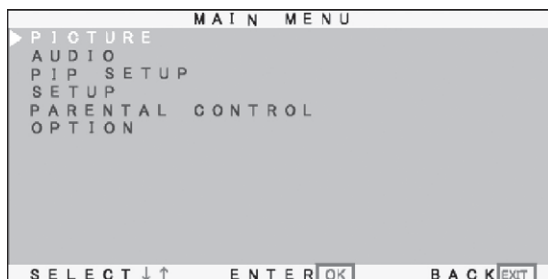 MAIN MENU
PICTURE
AUDIO
PIP SETUP
SETUP
PARENTAL CONTROL
OPTION
SELECT↓↑ ENTER OK BACK EXIT